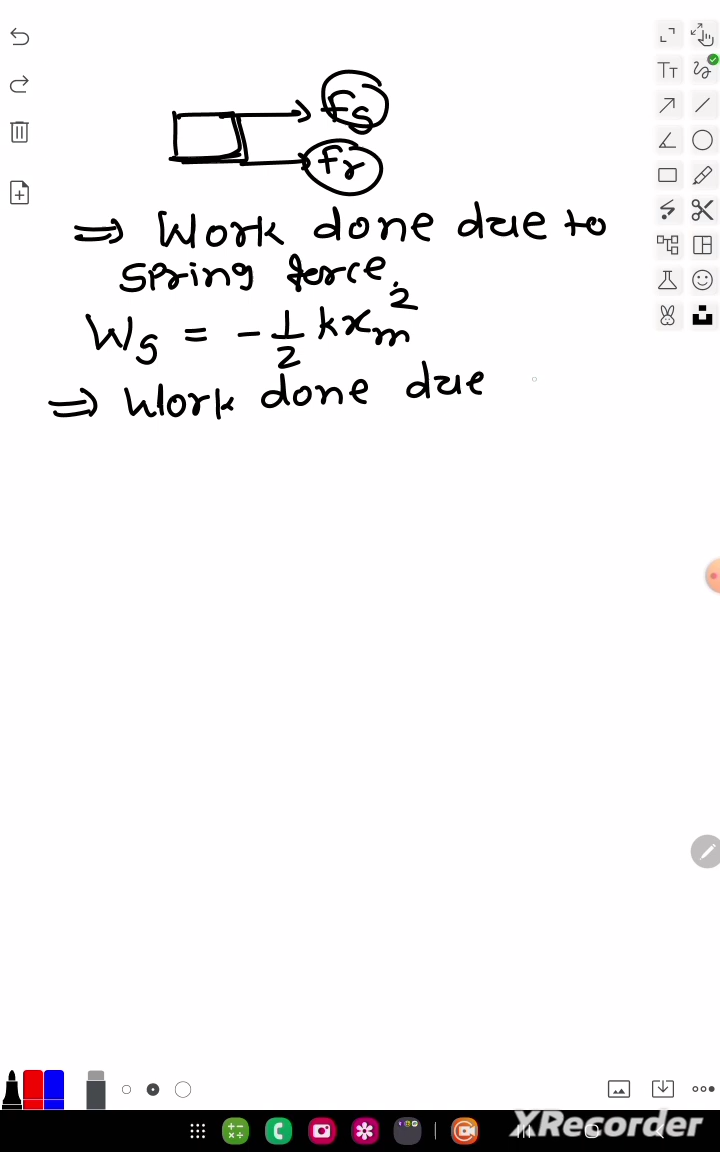 fs
fr
⇒ Work done due to
spring force.
Ws = -1/2 kxm²
⇒ Work done due
XRecorder